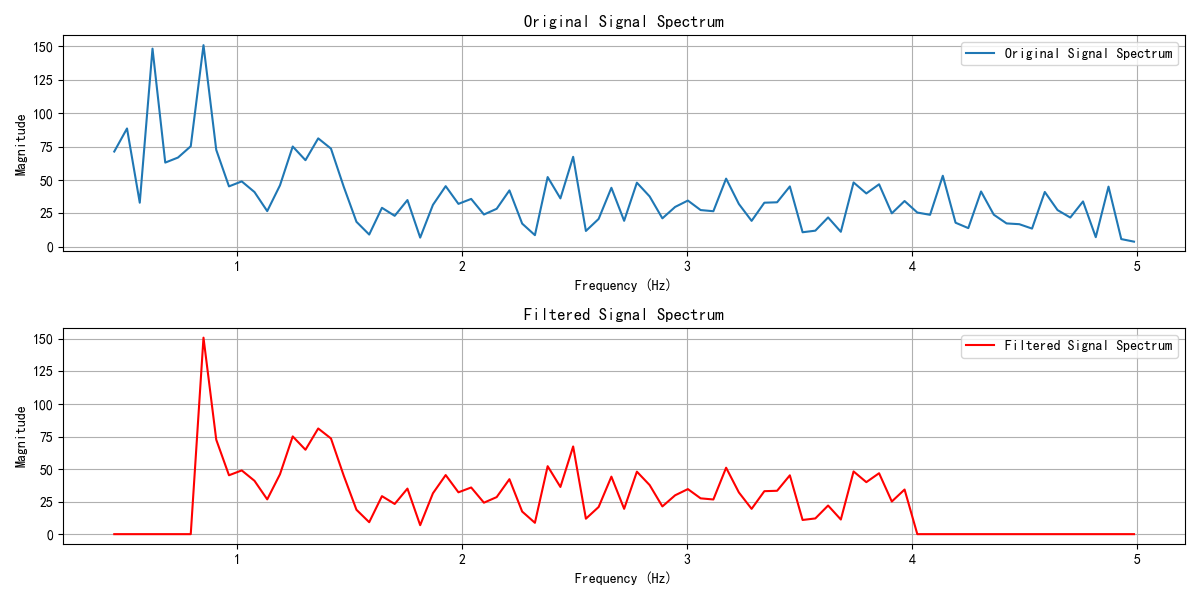 Original Signal Spectrum
Original Signal Spectrum
Magnitude
150
125
100
75
50
25
0
1 2 3 4 5
Frequency (Hz)
Filtered Signal Spectrum
Filtered Signal Spectrum
Magnitude
150
125
100
75
50
25
0
1 2 3 4 5
Frequency (Hz)